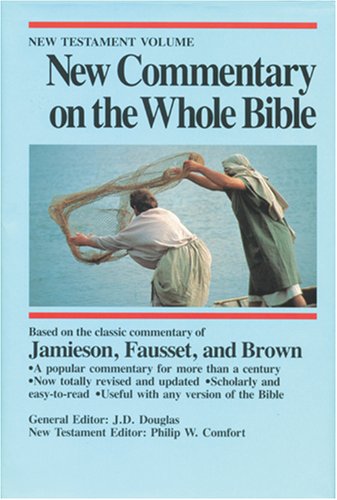 NEW TESTAMENT VOLUME
New Commentary
on the Whole Bible
Based on the classic commentary of
Jamieson, Fausset, and Brown
•A popular commentary for more than a century
•Now totally revised and updated •Scholarly and
easy-to-read •Useful with any version of the Bible
General Editor: J.D. Douglas
New Testament Editor: Philip W. Comfort